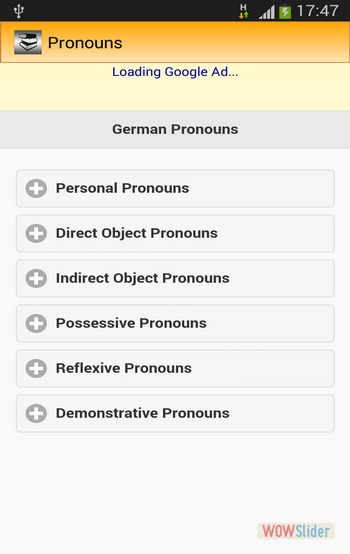 H
17:47
Pronouns
Loading Google Ad...
German Pronouns
Personal Pronouns
Direct Object Pronouns
Indirect Object Pronouns
Possessive Pronouns
Reflexive Pronouns
Demonstrative Pronouns
WOWSlider